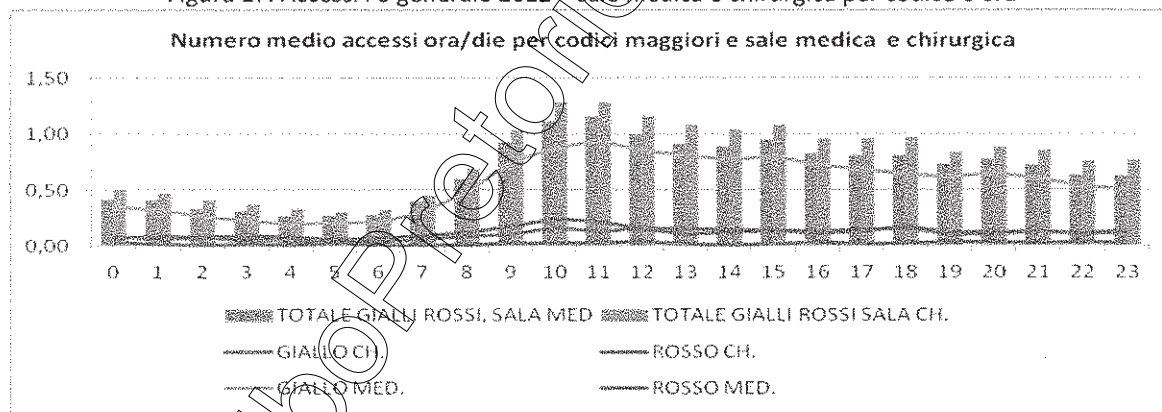 Numero medio accessi ora/die per codici maggiori e sale medica e chirurgica
1,50
1,00
0,50
0,00
0 1 2 3 4 5 6 7 8 9 10 11 12 13 14 15 16 17 18 19 20 21 22 23
TOTALE GIALLI ROSSI, SALA MED TOTALE GIALLI ROSSI SALA CH.
GIALLO CH. ROSSO CH.
GIALLO MED. ROSSO MED.